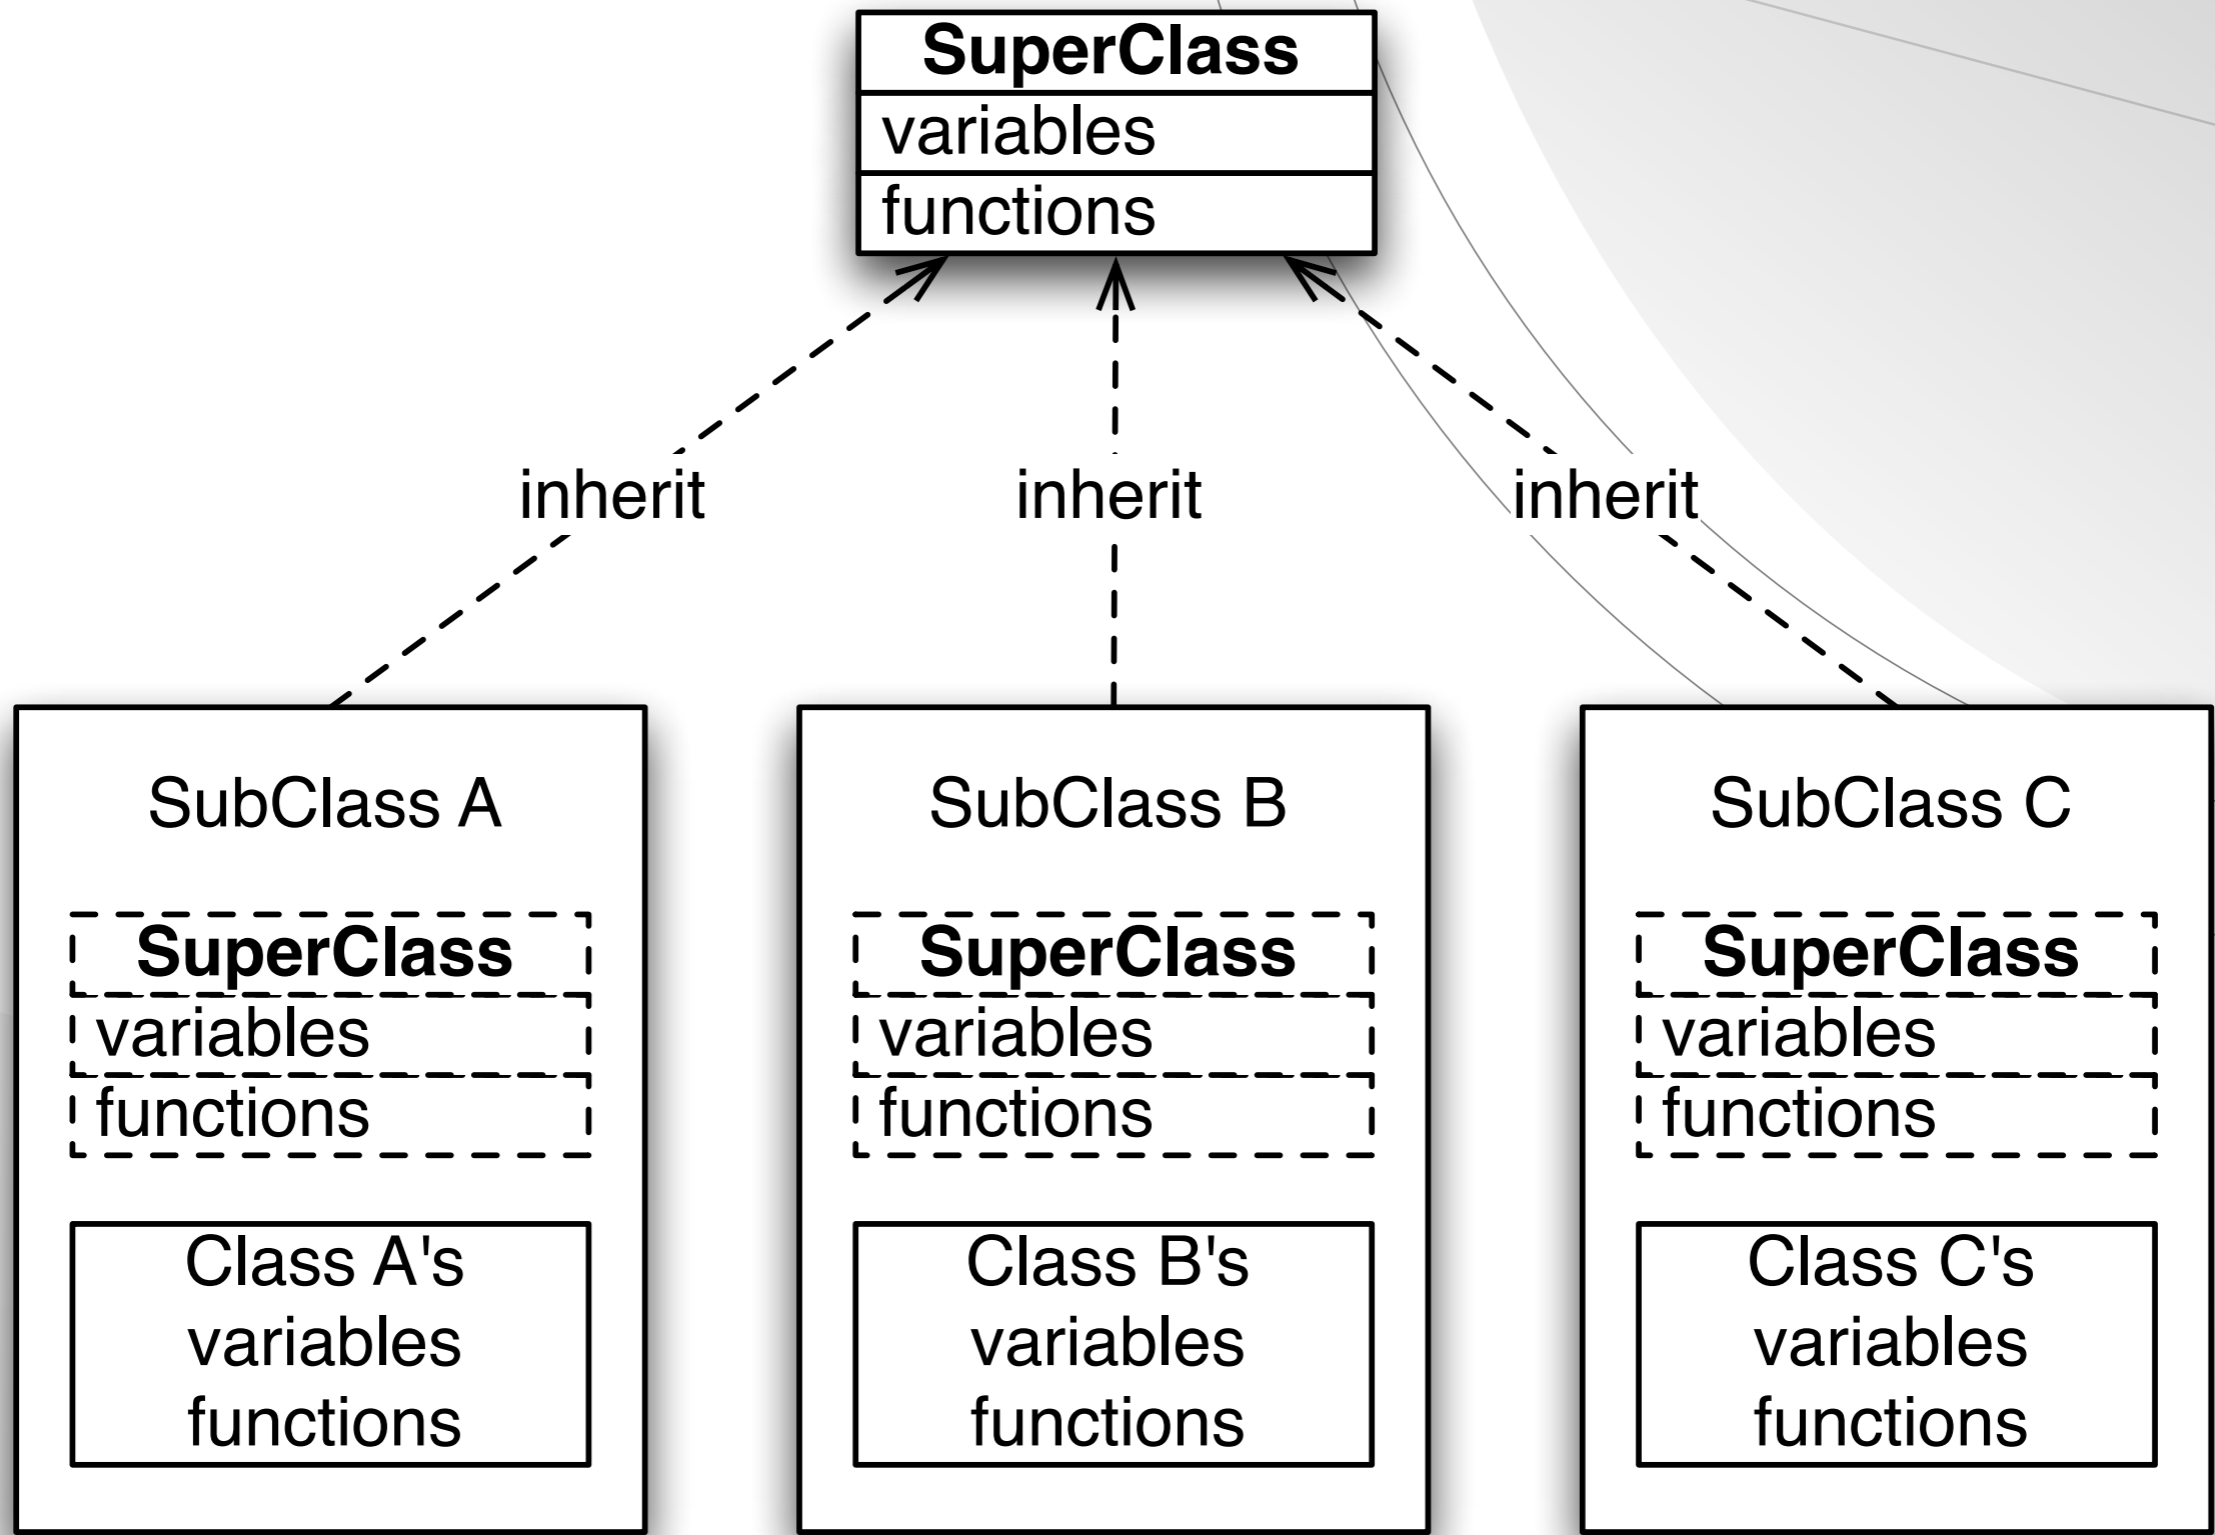 SuperClass
variables
functions
inherit
inherit
inherit
SubClass A
SuperClass
variables
functions
Class A's
variables
functions
SubClass B
SuperClass
variables
functions
Class B's
variables
functions
SubClass C
SuperClass
variables
functions
Class C's
variables
functions